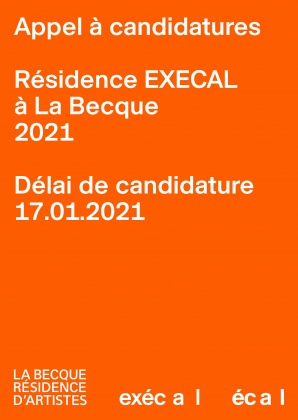 Appel à candidatures
Résidence EXECAL
à La Becque
2021
Délai de candidature
17.01.2021
LA BECQUE
RÉSIDENCE
D'ARTISTES
exéc a l
éc a l